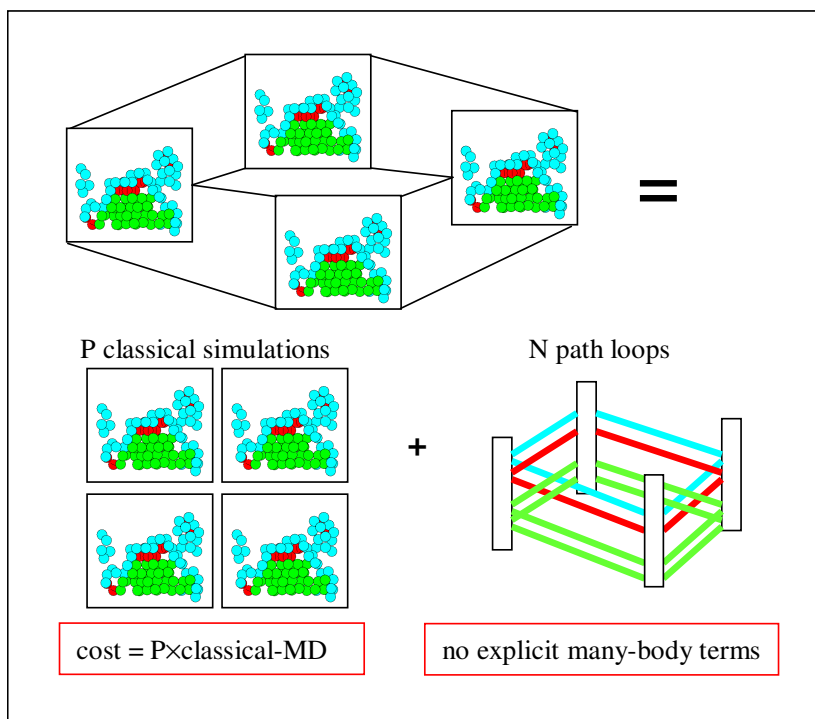 =
P classical simulations
N path loops
+
cost = P×classical-MD
no explicit many-body terms